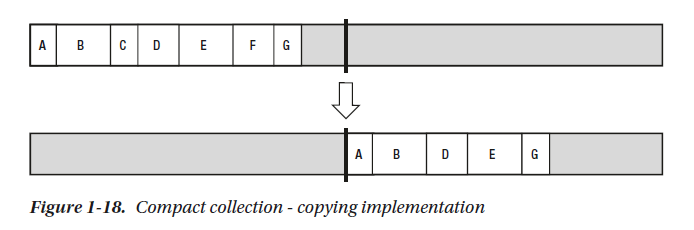 A B C D E F G
A B D E G
Figure 1-18. Compact collection - copying implementation